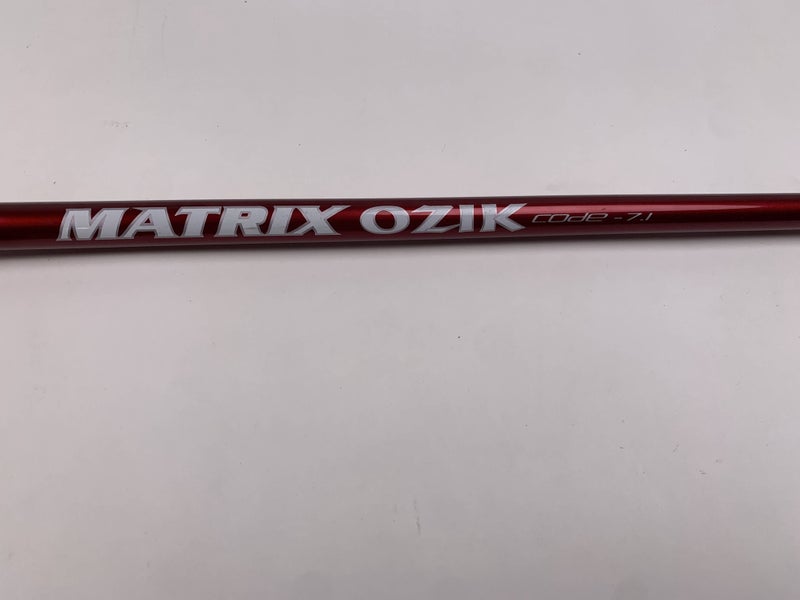 MATRIX OZIK code - 7.1